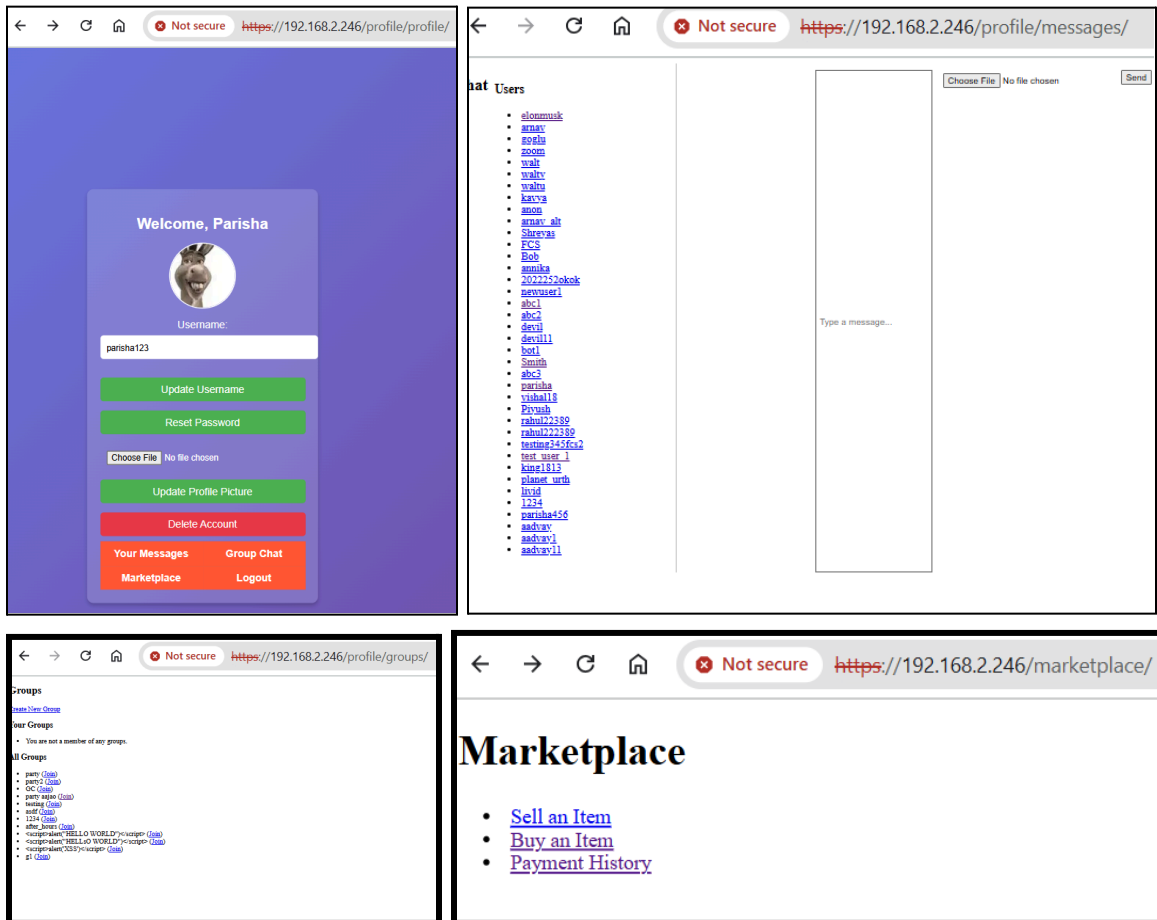 Not secure https://192.168.2.246/profile/profile/
Welcome, Parisha
Username:
parisha123
Update Username
Reset Password
Choose File No file chosen
Update Profile Picture
Delete Account
Your Messages Group Chat
Marketplace Logout
Not secure https://192.168.2.246/profile/messages/
hat Users
elonmusk
arnav
goglu
zoom
walt
waltv
waltu
kavya
anon
arnav_alt
Shreyas
FCS
Bob
annika
2022252okok
newuser1
abc1
abc2
devil
devil11
bot1
Smith
abc3
parisha
vishal18
Piyush
rahul22389
rahul222389
testing345fcs2
test_user_1
king1813
planet_urth
livid
1234
parisha456
aadvay
aadvay1
aadvay11
Type a message...
Choose File No file chosen
Send
Not secure https://192.168.2.246/profile/groups/
Groups
Create New Group
Your Groups
You are not a member of any groups.
All Groups
party (Join)
party2 (Join)
GC (Join)
party aajao (Join)
testing (Join)
asdf (Join)
1234 (Join)
after_hours (Join)
<script>alert("HELLO WORLD")</script> (Join)
<script>alert("HELLsO WORLD")</script> (Join)
<script>alert('XSS')</script> (Join)
g1 (Join)
Not secure https://192.168.2.246/marketplace/
Marketplace
Sell an Item
Buy an Item
Payment History